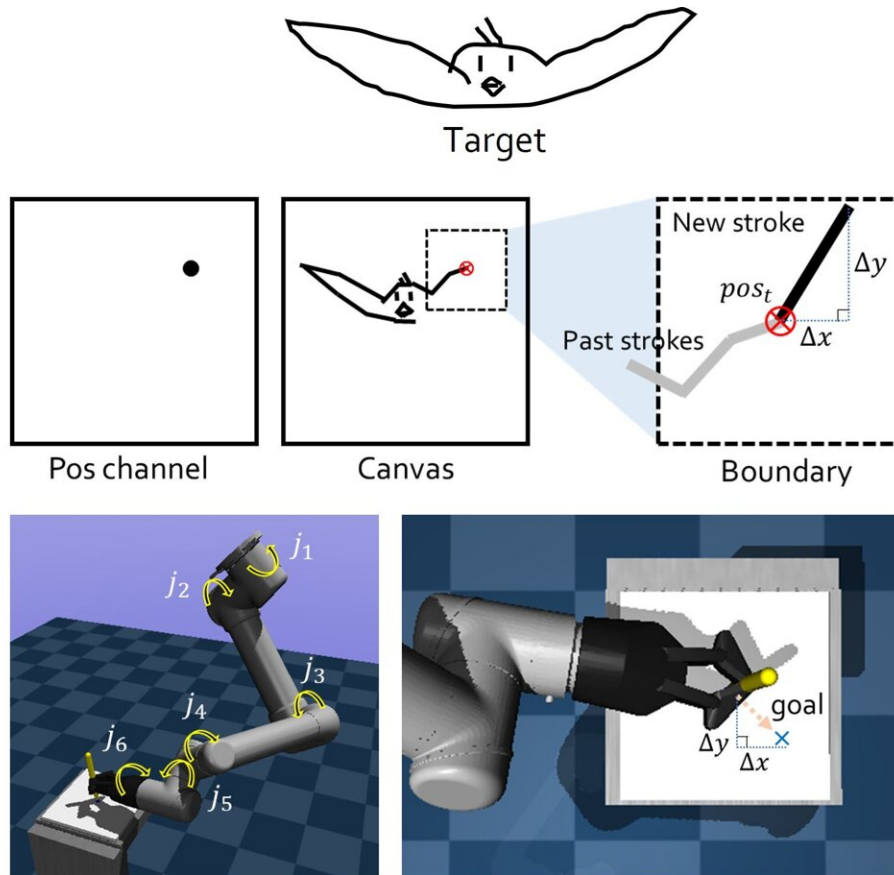 Target
New stroke
Δy
pos_t
Δx
Past strokes
Pos channel
Canvas
Boundary
j_1
j_2
j_3
j_4
j_6
j_5
goal
Δy
Δx